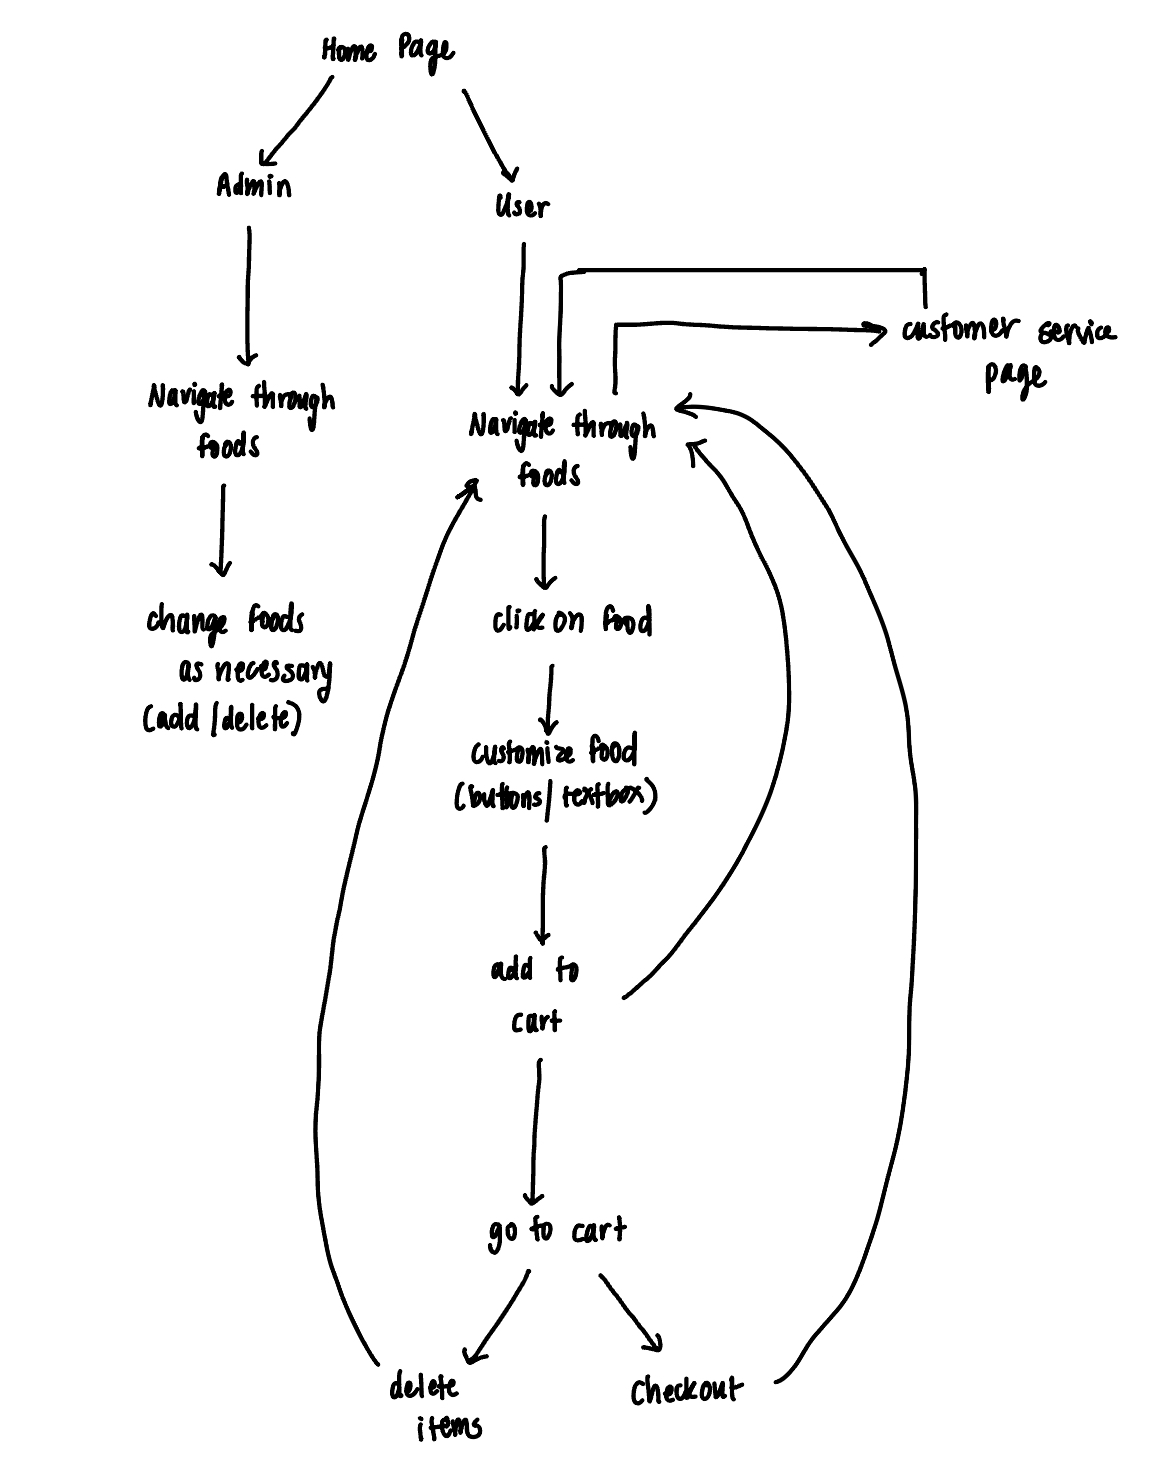 Home Page
Admin
User
customer service
page
Navigate through
foods
Navigate through
foods
change foods
as necessary
(add/delete)
click on food
customize food
(buttons/textbox)
add to
cart
go to cart
delete
items
Checkout